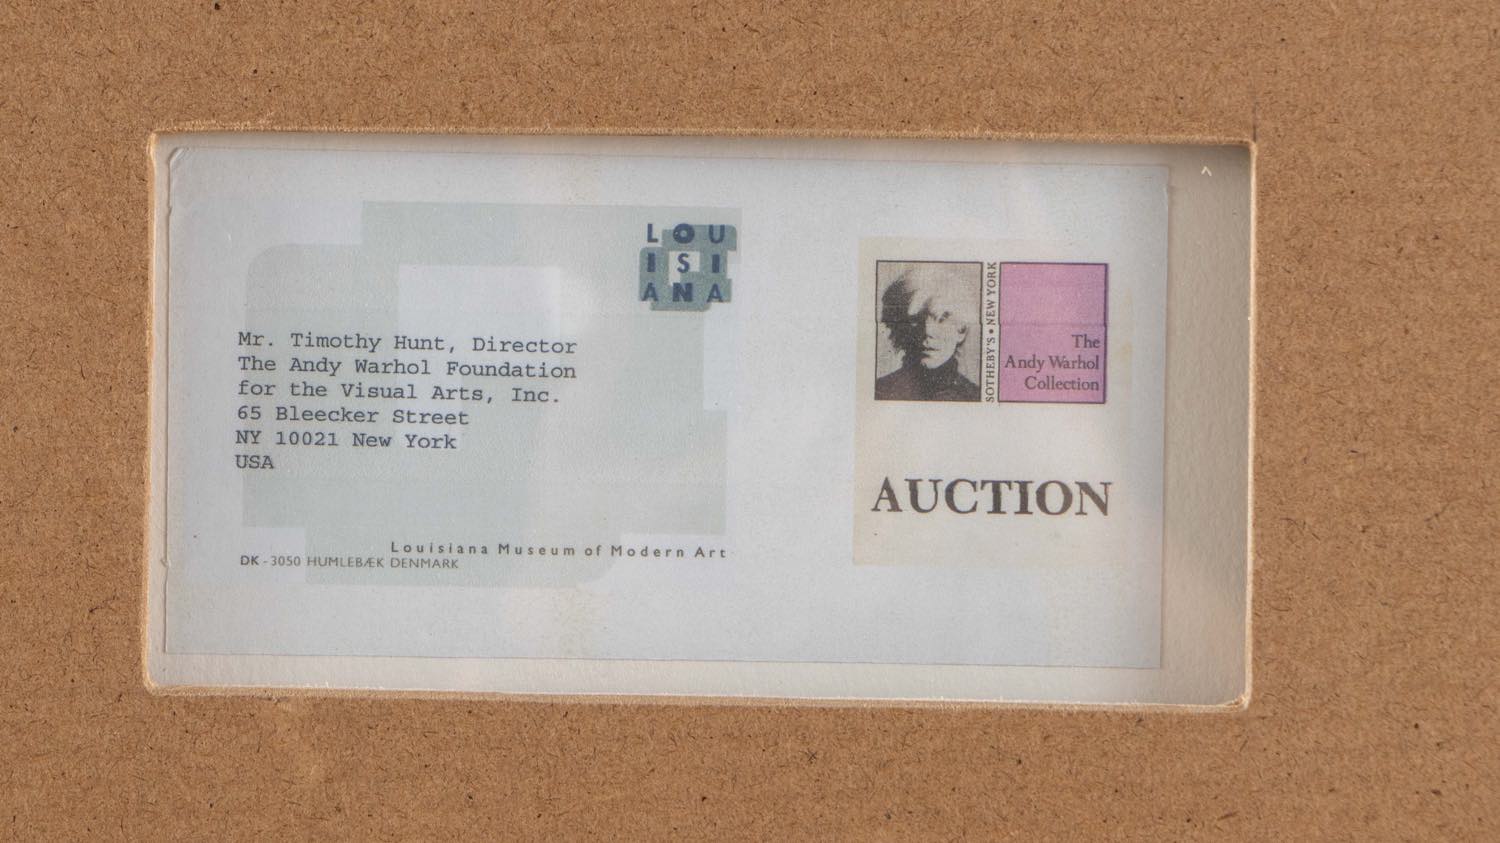 LOU
ISI
ANA
Mr. Timothy Hunt, Director
The Andy Warhol Foundation
for the Visual Arts, Inc.
65 Bleecker Street
NY 10021 New York
USA
Louisiana Museum of Modern Art
DK - 3050 HUMLEBÆK DENMARK
SOTHEBY'S • NEW YORK
The
Andy Warhol
Collection
AUCTION